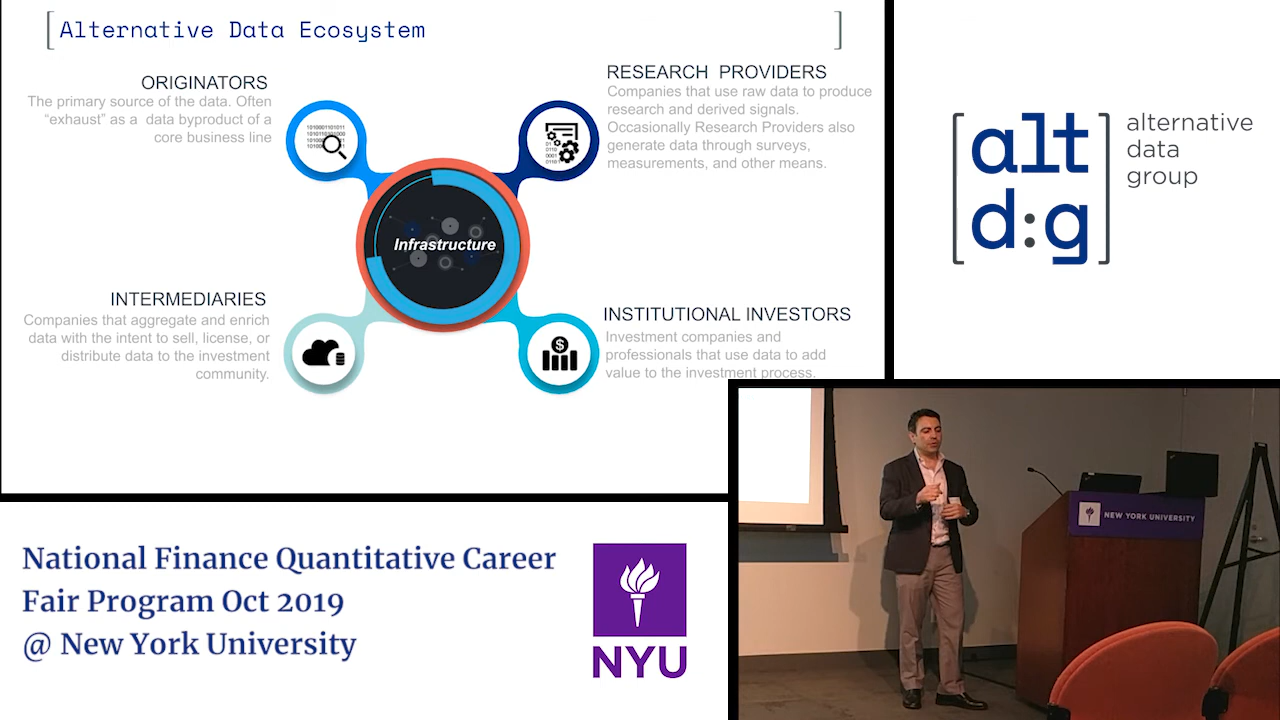 Alternative Data Ecosystem
ORIGINATORS
The primary source of the data. Often
“exhaust” as a data byproduct of a
core business line
RESEARCH PROVIDERS
Companies that use raw data to produce
research and derived signals.
Occasionally Research Providers also
generate data through surveys,
measurements, and other means.
Infrastructure
INTERMEDIARIES
Companies that aggregate and enrich
data with the intent to sell, license, or
distribute data to the investment
community.
INSTITUTIONAL INVESTORS
Investment companies and
professionals that use data to add
value to the investment process.
[alt
d:g]
alternative
data
group
National Finance Quantitative Career
Fair Program Oct 2019
@ New York University
NYU
NEW YORK UNIVERSITY